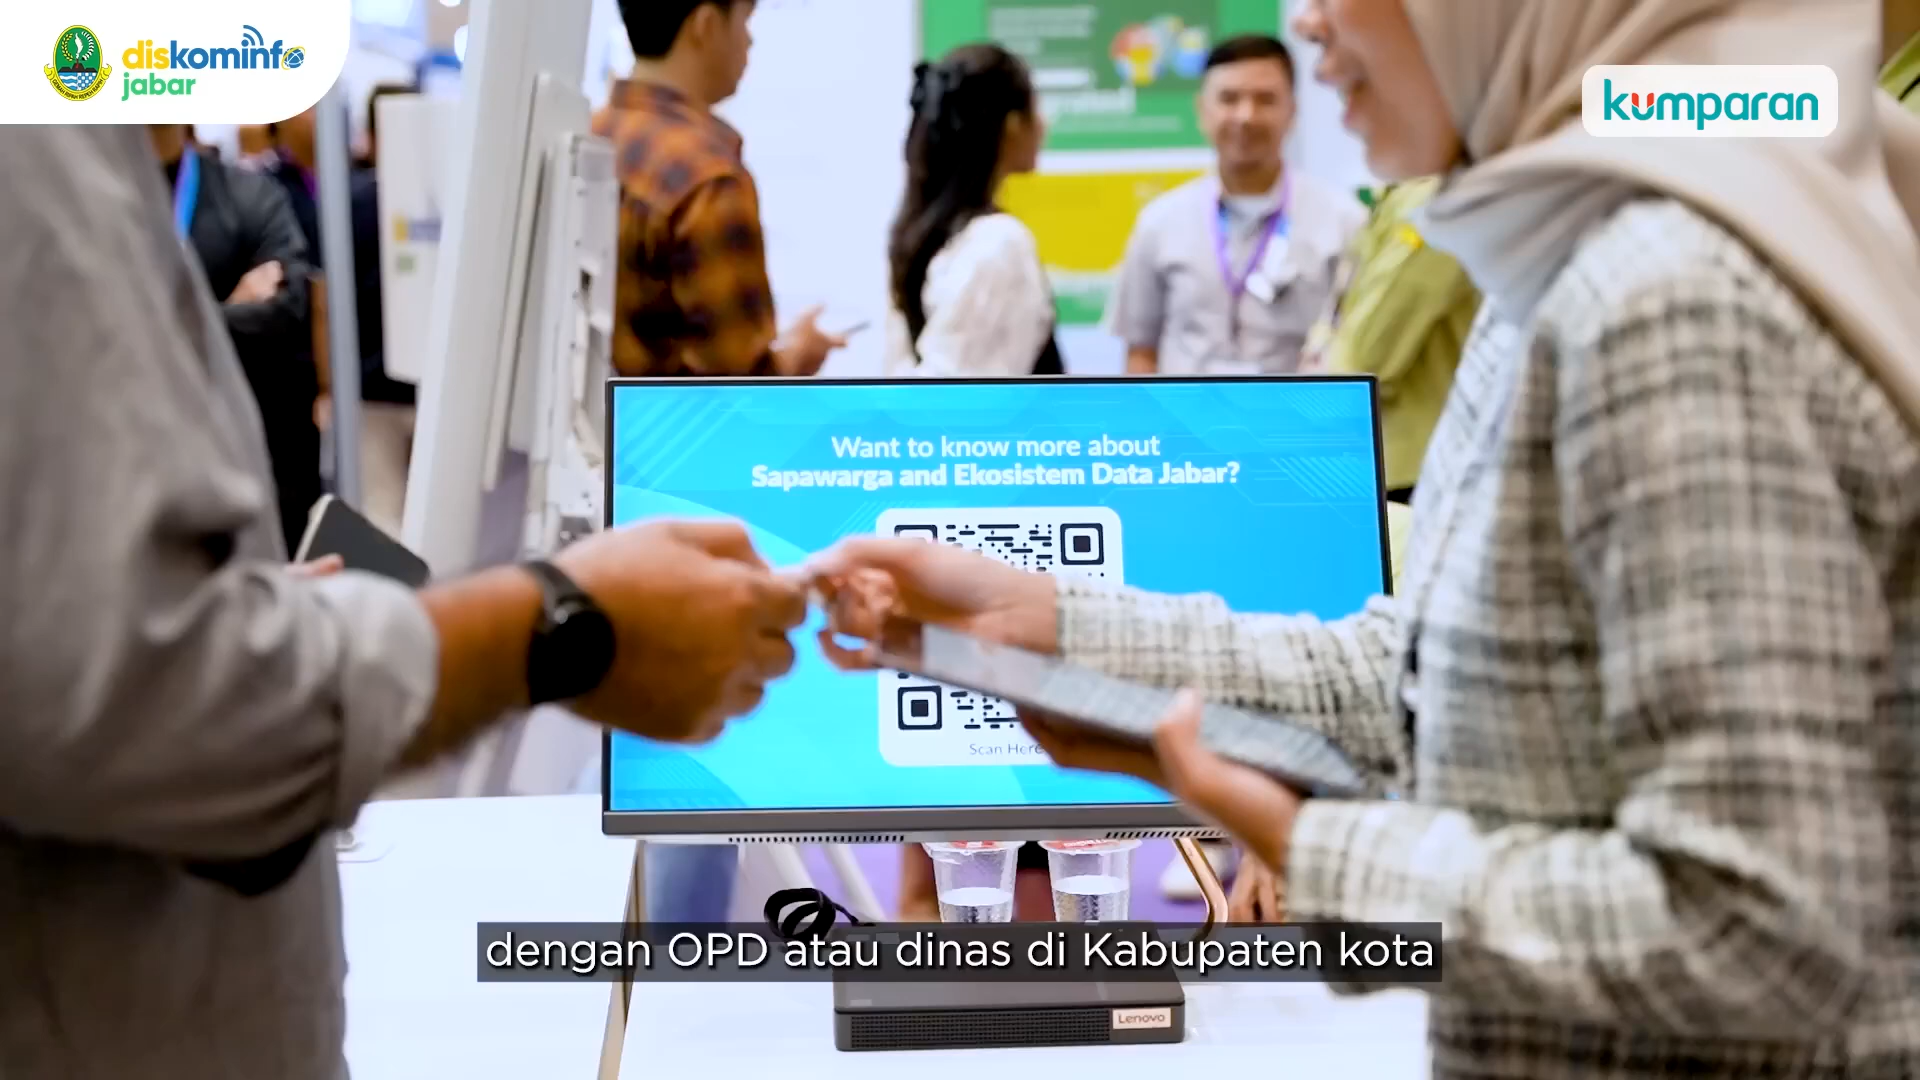 diskominfo
jabar
kumparan
Want to know more about
Sapawarga and Ekosistem Data Jabar?
Scan Here
dengan OPD atau dinas di Kabupaten kota
Lenovo